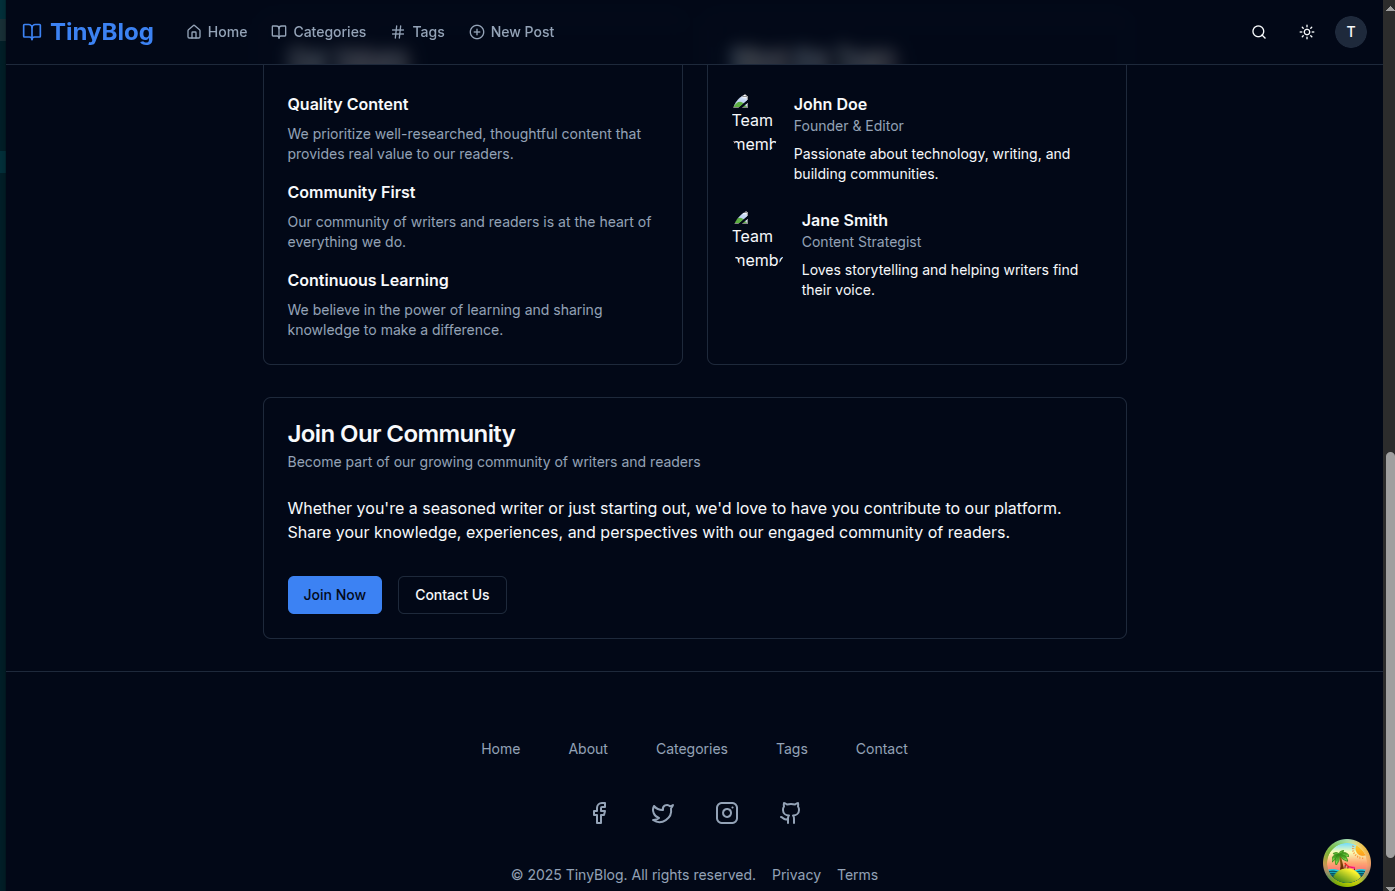 TinyBlog
Home
Categories
Tags
New Post
T
Quality Content
We prioritize well-researched, thoughtful content that
provides real value to our readers.
Community First
Our community of writers and readers is at the heart of
everything we do.
Continuous Learning
We believe in the power of learning and sharing
knowledge to make a difference.
Team
John Doe
Founder & Editor
Passionate about technology, writing, and
building communities.
Team
Jane Smith
Content Strategist
Loves storytelling and helping writers find
their voice.
Join Our Community
Become part of our growing community of writers and readers
Whether you're a seasoned writer or just starting out, we'd love to have you contribute to our platform.
Share your knowledge, experiences, and perspectives with our engaged community of readers.
Join Now
Contact Us
Home
About
Categories
Tags
Contact
© 2025 TinyBlog. All rights reserved.
Privacy
Terms